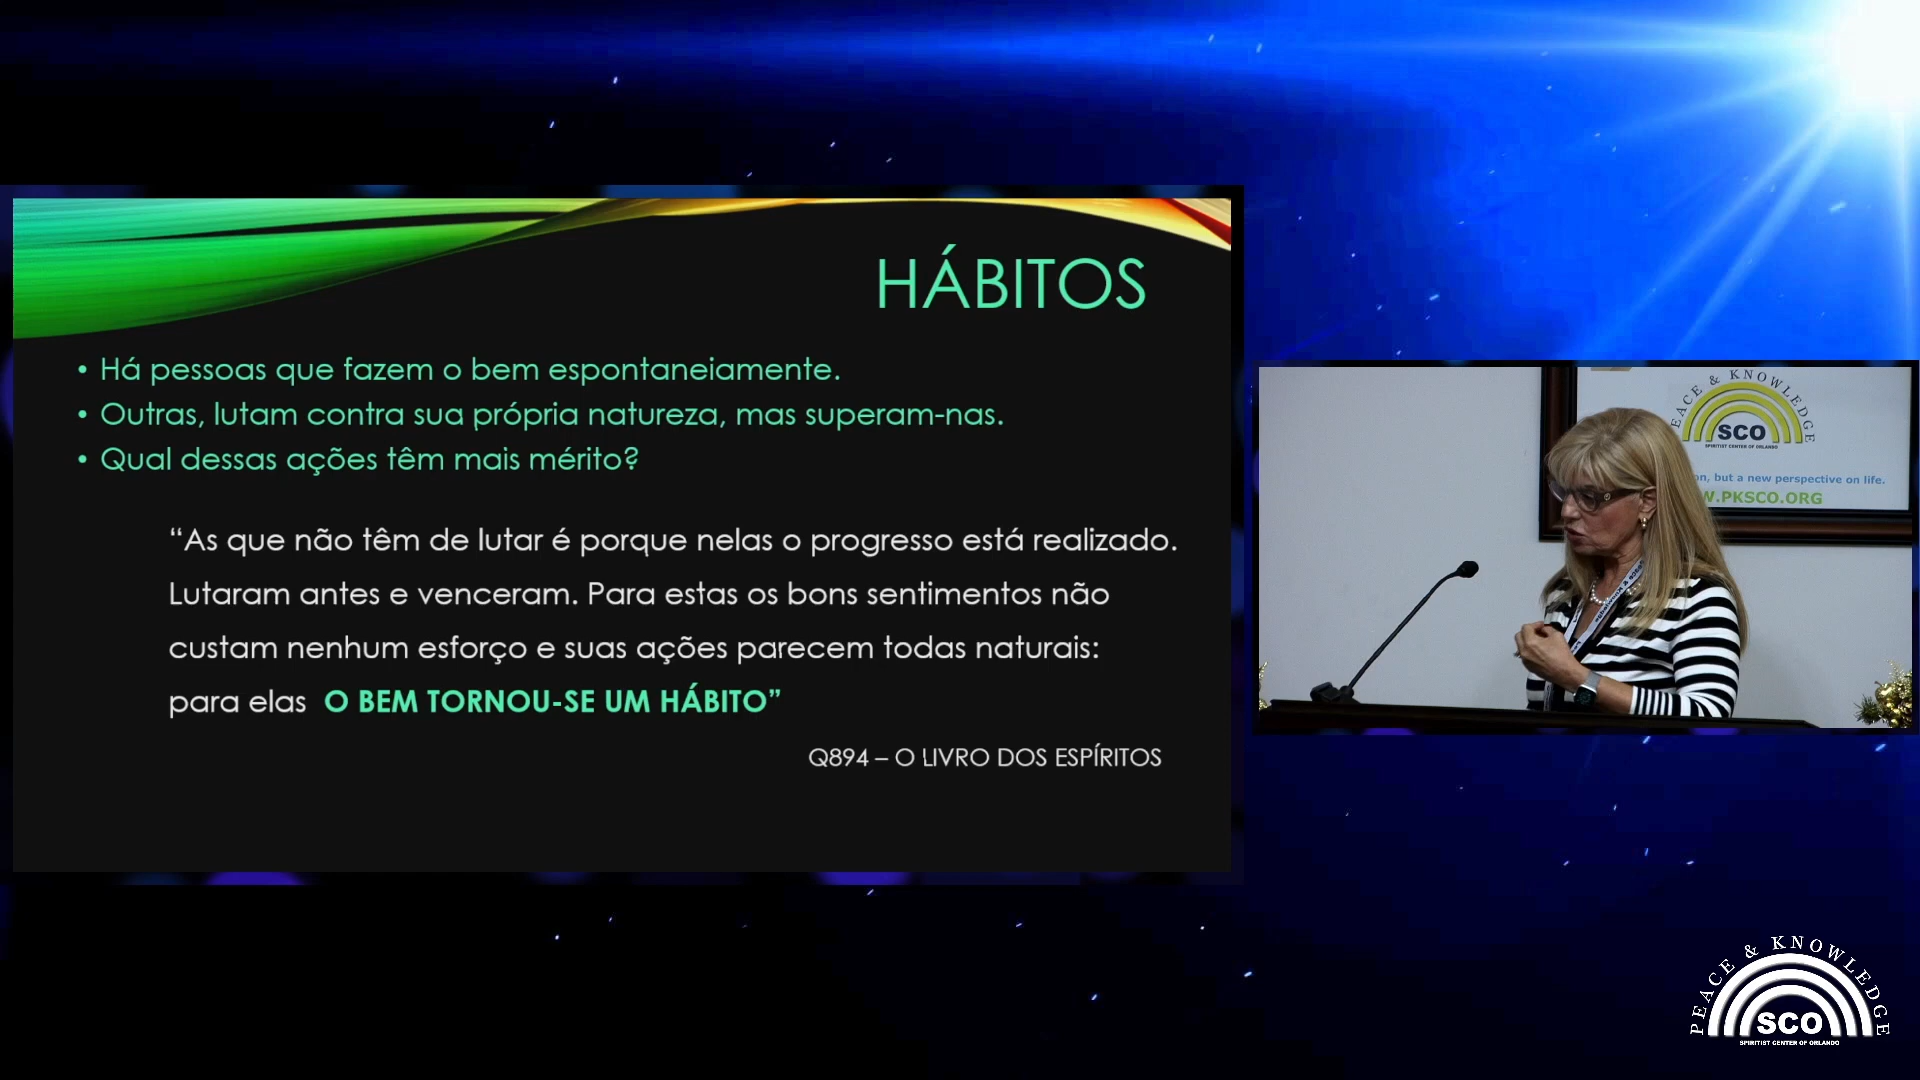 HÁBITOS
• Há pessoas que fazem o bem espontaneiamente.
• Outras, lutam contra sua própria natureza, mas superam-nas.
• Qual dessas ações têm mais mérito?
“As que não têm de lutar é porque nelas o progresso está realizado.
Lutaram antes e venceram. Para estas os bons sentimentos não
custam nenhum esforço e suas ações parecem todas naturais:
para elas O BEM TORNOU-SE UM HÁBITO”
Q894 – O LIVRO DOS ESPÍRITOS
PEACE & KNOWLEDGE
SCO
SPIRITIST CENTER OF ORLANDO
but a new perspective on life.
.PKSCO.ORG
PEACE & KNOWLEDGE
SCO
SPIRITIST CENTER OF ORLANDO